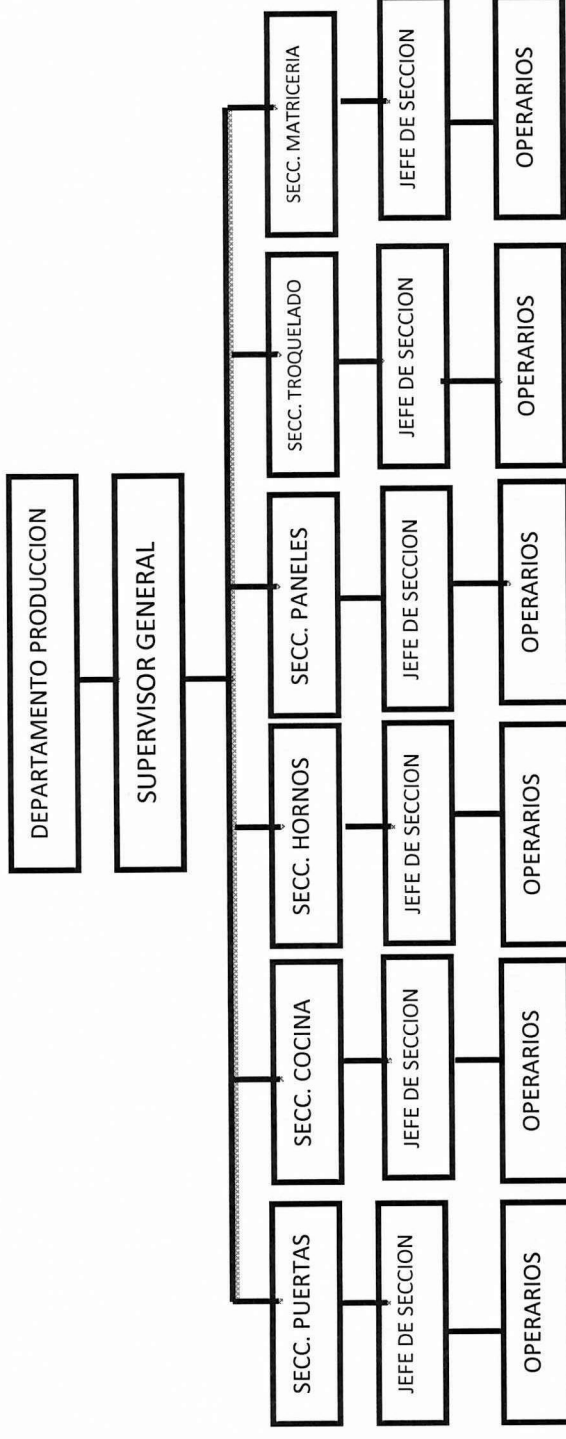 DEPARTAMENTO PRODUCCION
SUPERVISOR GENERAL
SECC. PUERTAS
SECC. COCINA
SECC. HORNOS
SECC. PANELES
SECC. TROQUELADO
SECC. MATRICERIA
JEFE DE SECCION
JEFE DE SECCION
JEFE DE SECCION
JEFE DE SECCION
JEFE DE SECCION
JEFE DE SECCION
OPERARIOS
OPERARIOS
OPERARIOS
OPERARIOS
OPERARIOS
OPERARIOS